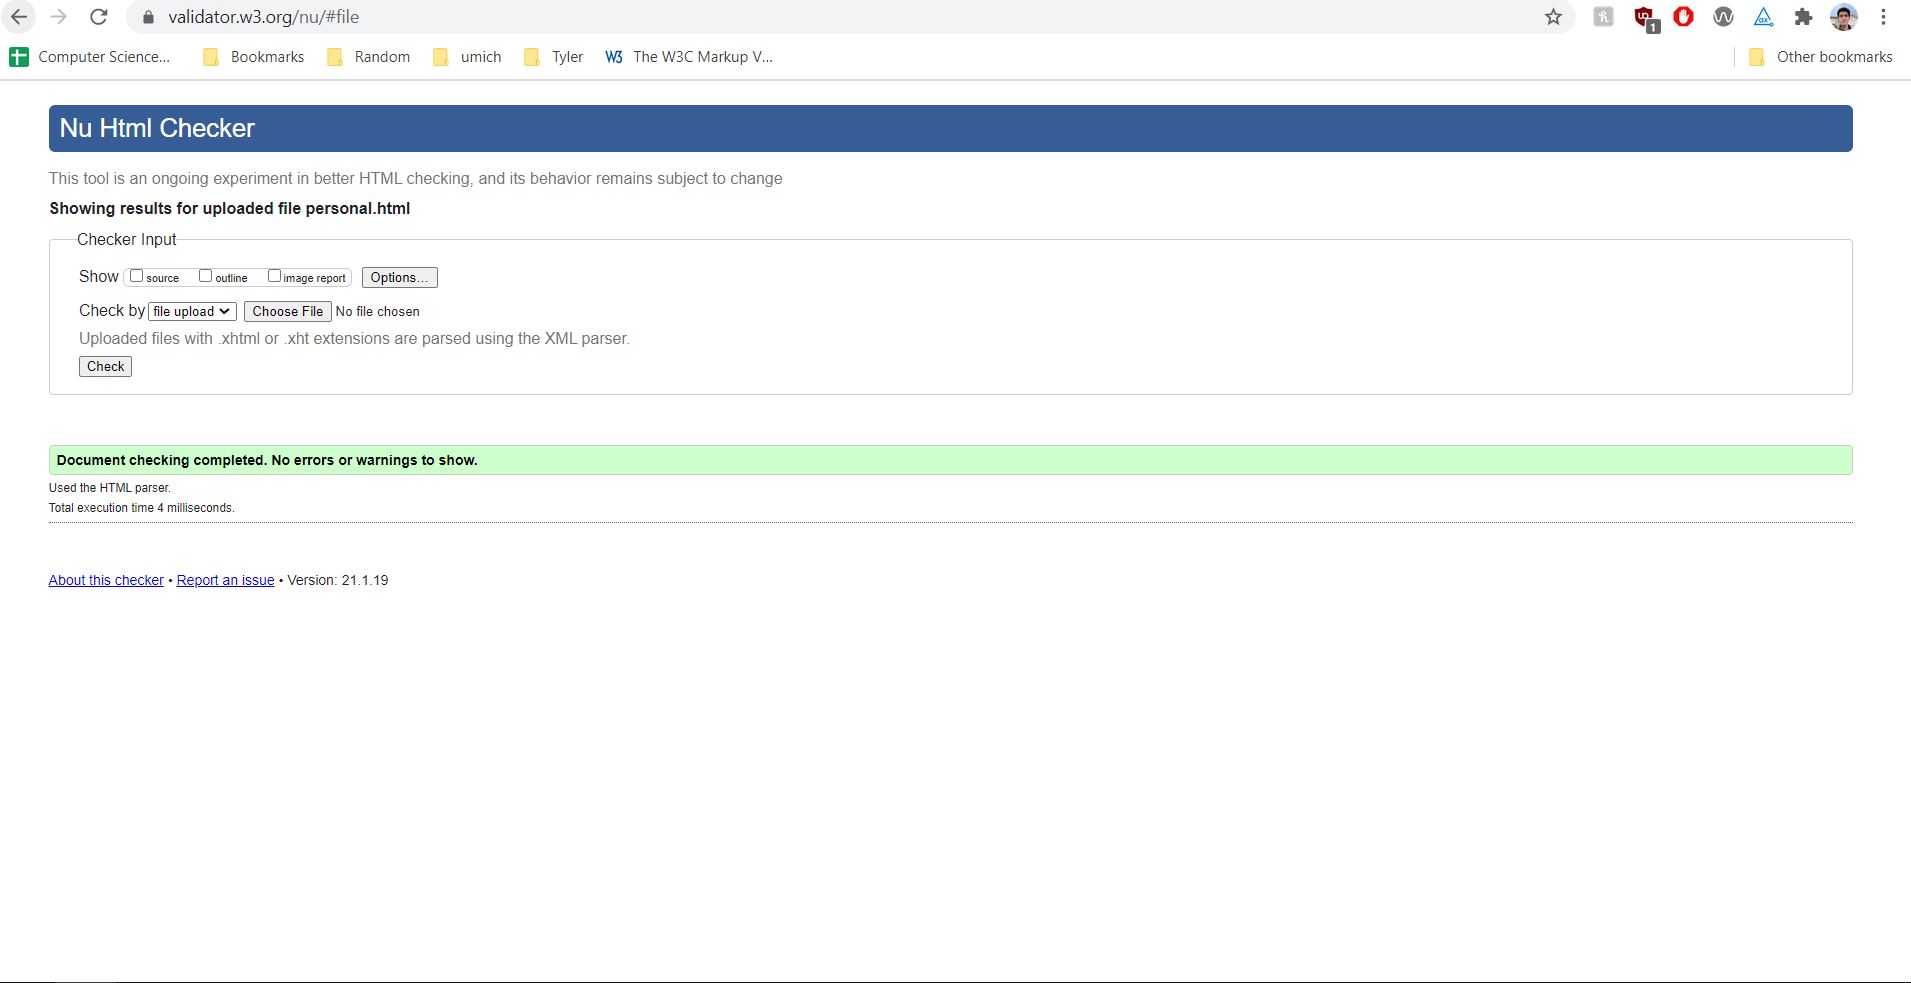 validator.w3.org/nu/#file
1
Computer Science... Bookmarks Random umich Tyler W3 The W3C Markup V... Other bookmarks
Nu Html Checker
This tool is an ongoing experiment in better HTML checking, and its behavior remains subject to change
Showing results for uploaded file personal.html
Checker Input
Show source outline image report Options...
Check by file upload Choose File No file chosen
Uploaded files with .xhtml or .xht extensions are parsed using the XML parser.
Check
Document checking completed. No errors or warnings to show.
Used the HTML parser.
Total execution time 4 milliseconds.
About this checker • Report an issue • Version: 21.1.19